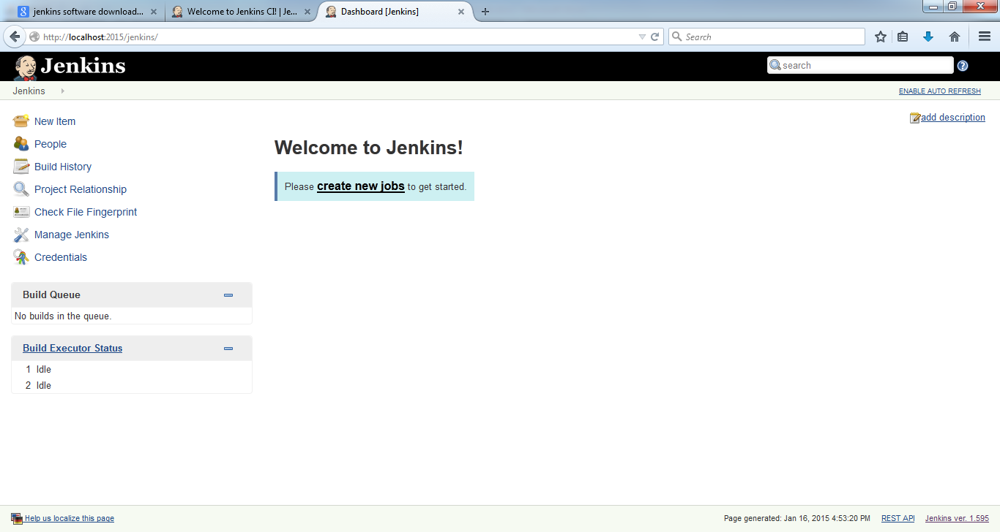 jenkins software download...
Welcome to Jenkins CI! | Je...
Dashboard [Jenkins]
http://localhost:2015/jenkins/
Search
Jenkins
search
Jenkins
ENABLE AUTO REFRESH
New Item
People
Build History
Project Relationship
Check File Fingerprint
Manage Jenkins
Credentials
add description
Welcome to Jenkins!
Please create new jobs to get started.
Build Queue
No builds in the queue.
Build Executor Status
1 Idle
2 Idle
Help us localize this page
Page generated: Jan 16, 2015 4:53:20 PM REST API Jenkins ver. 1.595